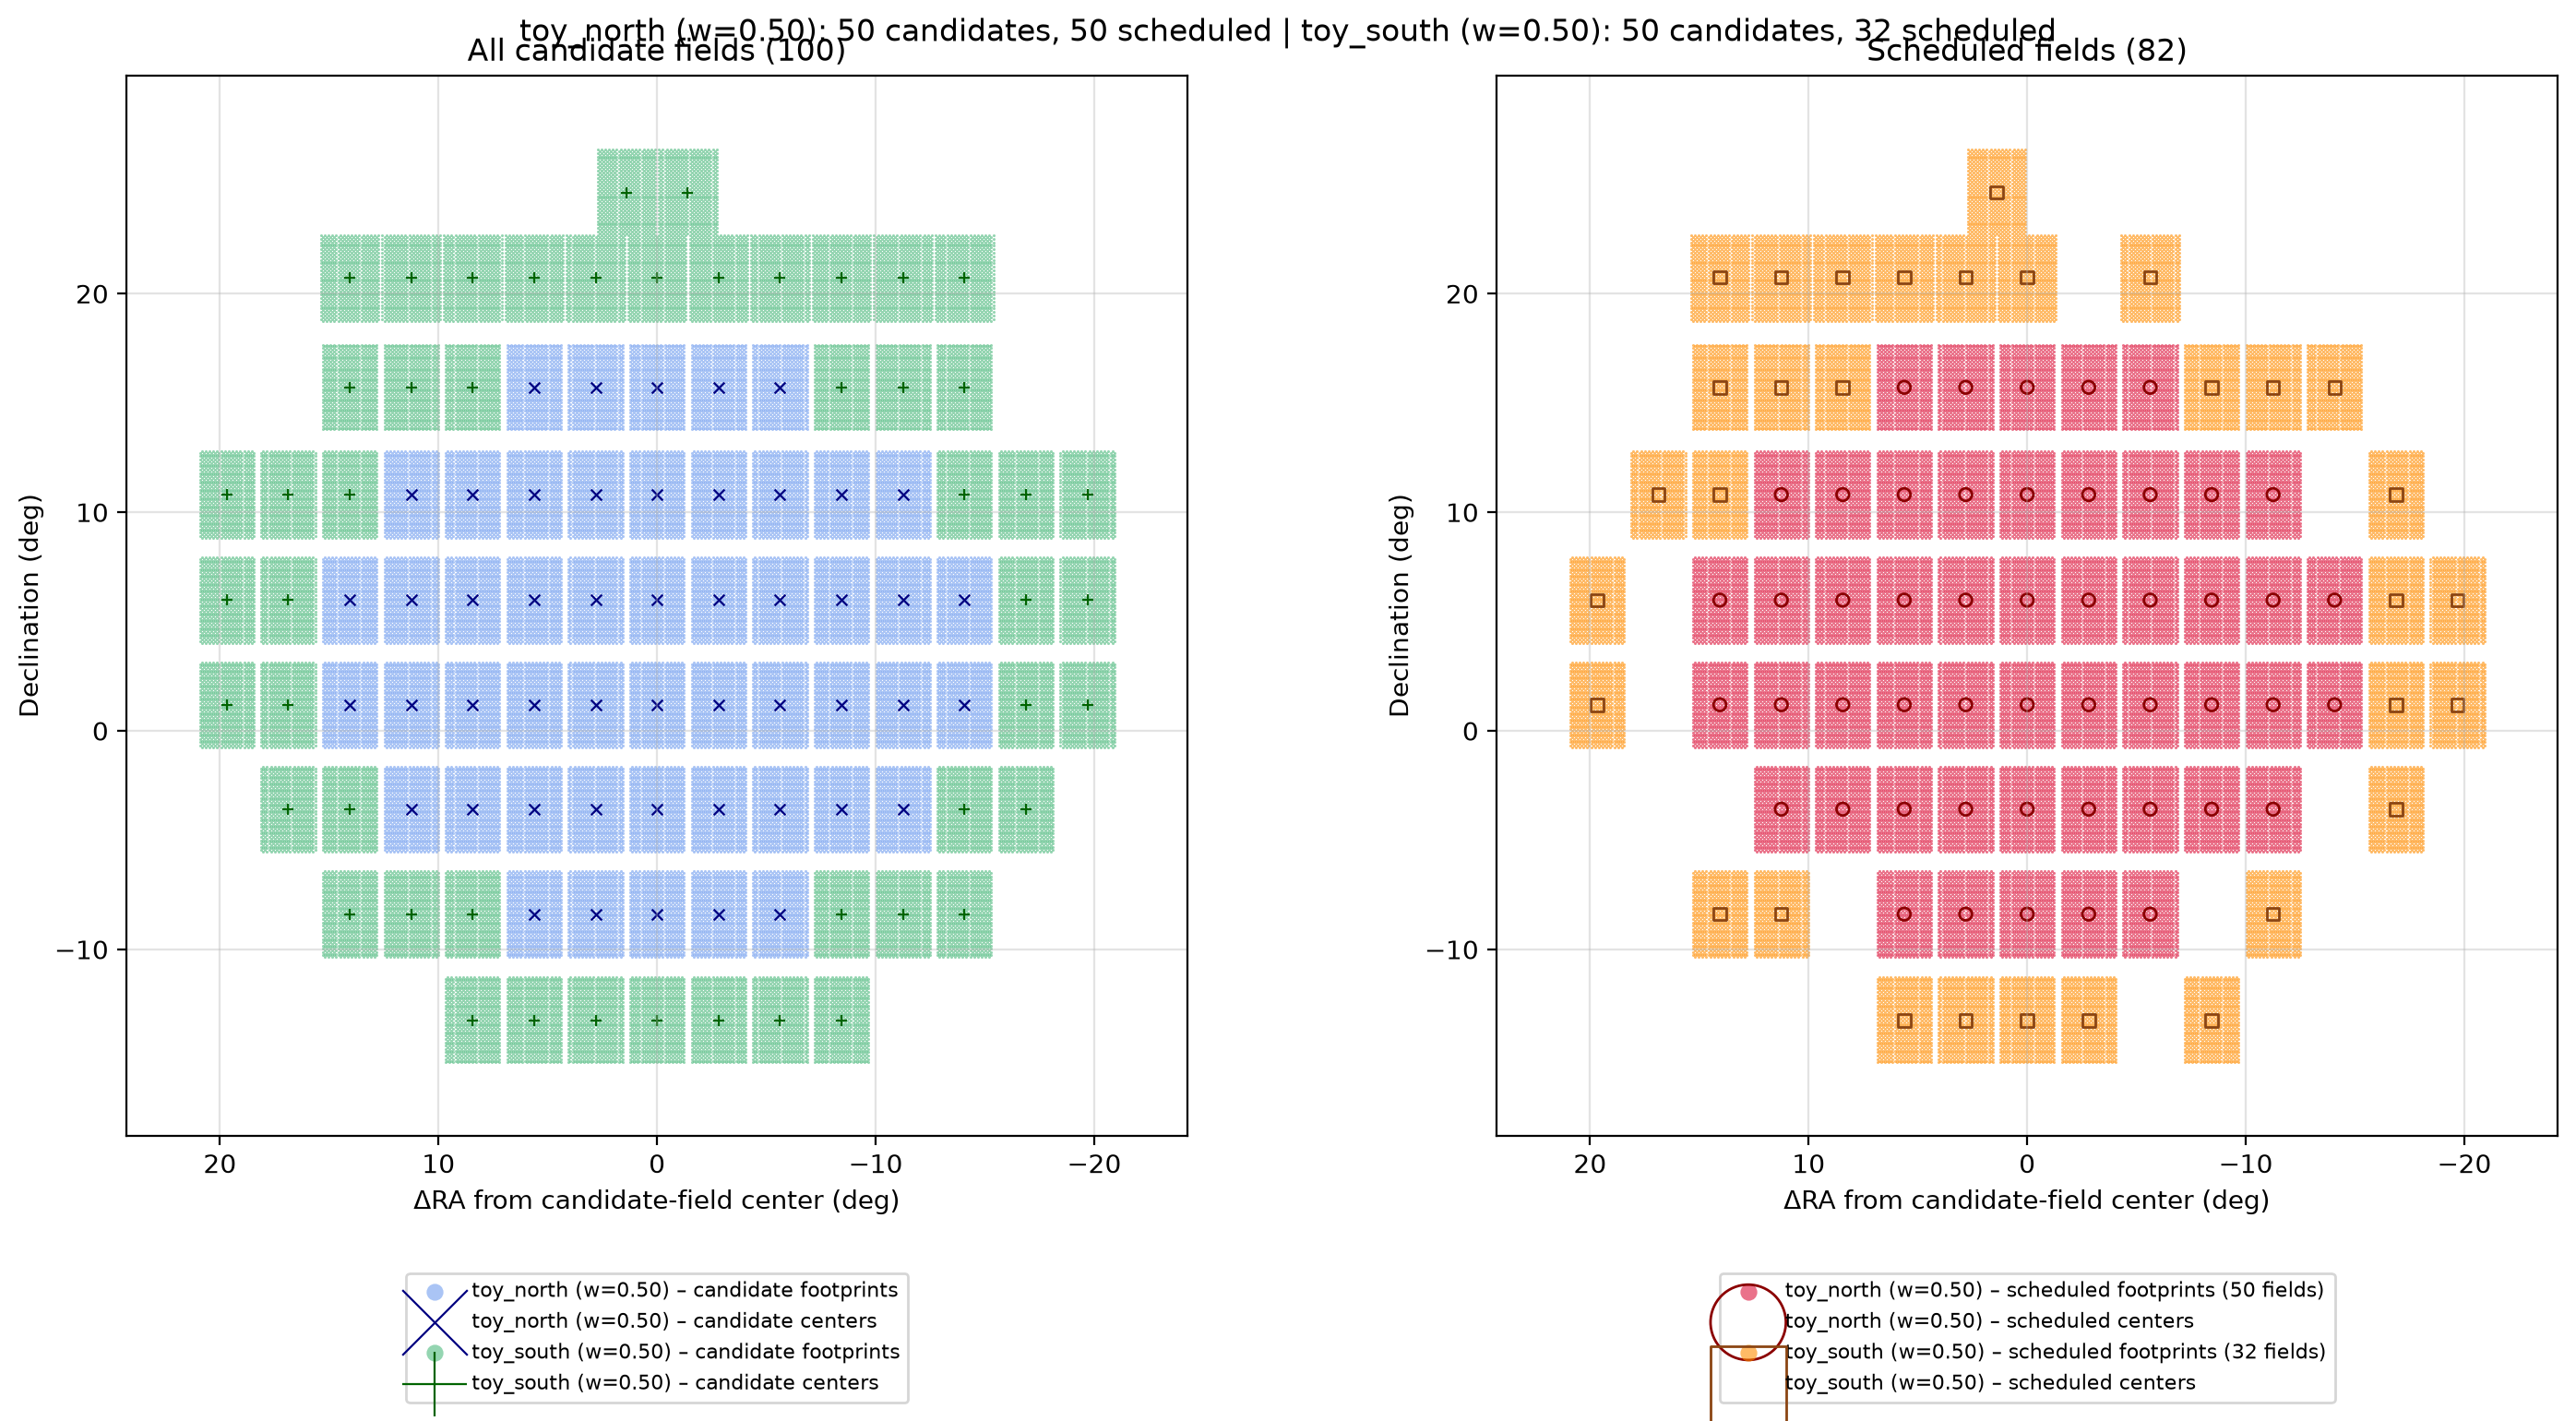 toy_north (w=0.50): 50 candidates, 50 scheduled | toy_south (w=0.50): 50 candidates, 32 scheduled
All candidate fields (100)
Declination (deg)
20
10
0
−10
20
10
0
−10
−20
ΔRA from candidate-field center (deg)
toy_north (w=0.50) – candidate footprints
toy_north (w=0.50) – candidate centers
toy_south (w=0.50) – candidate footprints
toy_south (w=0.50) – candidate centers
Scheduled fields (82)
Declination (deg)
20
10
0
−10
20
10
0
−10
−20
ΔRA from candidate-field center (deg)
toy_north (w=0.50) – scheduled footprints (50 fields)
toy_north (w=0.50) – scheduled centers
toy_south (w=0.50) – scheduled footprints (32 fields)
toy_south (w=0.50) – scheduled centers